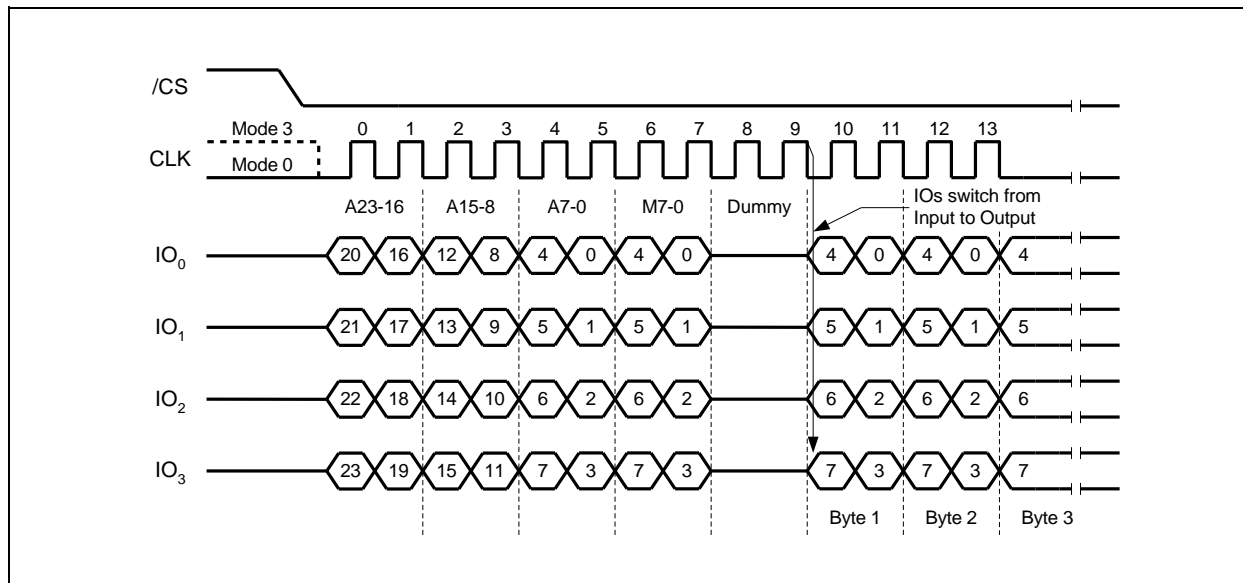 /CS
Mode 3
0 1 2 3 4 5 6 7 8 9 10 11 12 13
CLK
Mode 0
A23-16 A15-8 A7-0 M7-0 Dummy
IOs switch from
Input to Output
IO0 20 16 12 8 4 0 4 0 4 0 4 0 4
IO1 21 17 13 9 5 1 5 1 5 1 5 1 5
IO2 22 18 14 10 6 2 6 2 6 2 6 2 6
IO3 23 19 15 11 7 3 7 3 7 3 7 3 7
Byte 1 Byte 2 Byte 3